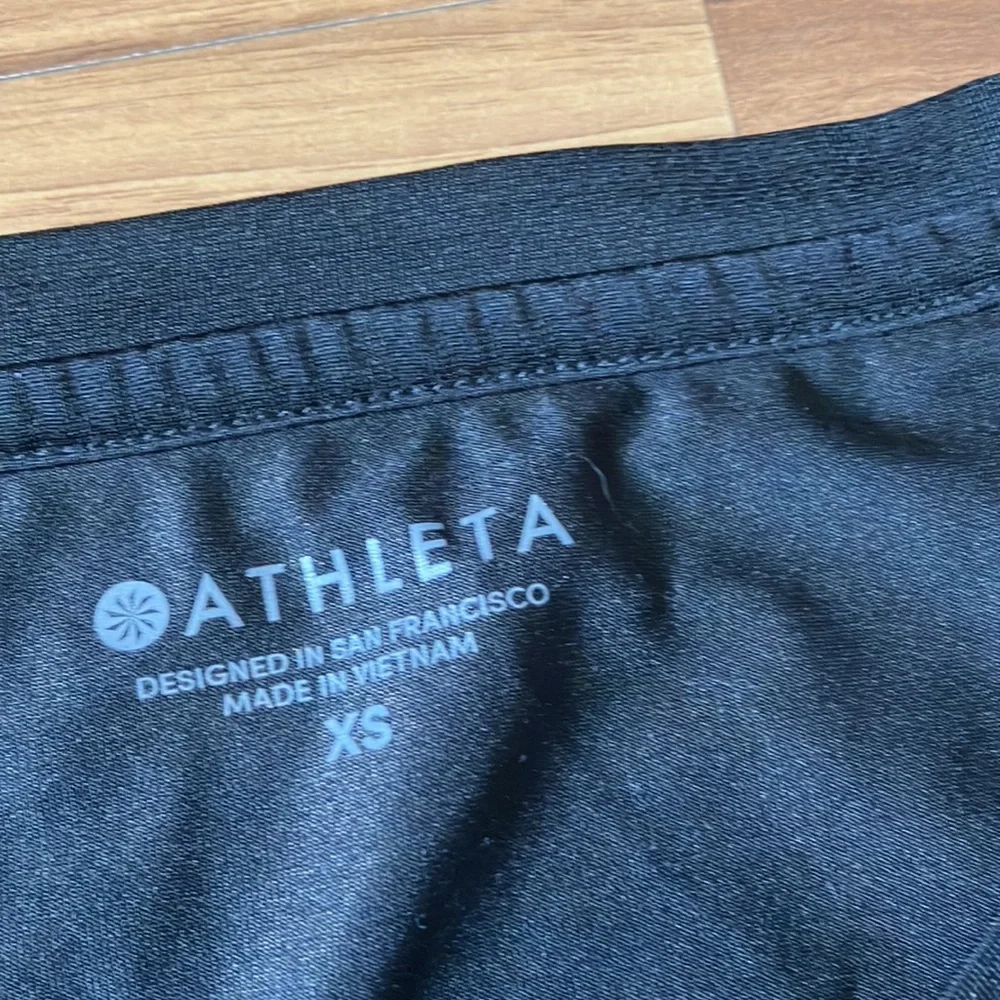 ATHLETA
DESIGNED IN SAN FRANCISCO
MADE IN VIETNAM
XS